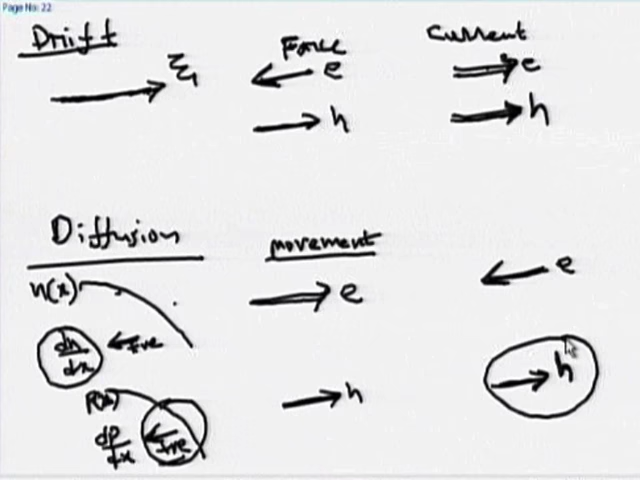 Page No: 22
Drift
Force
Current
ξ
e
e
h
h
Diffusion
movement
n(x)
e
e
dn/dx
+ve
h
p(x)
h
dp/dx
+ve